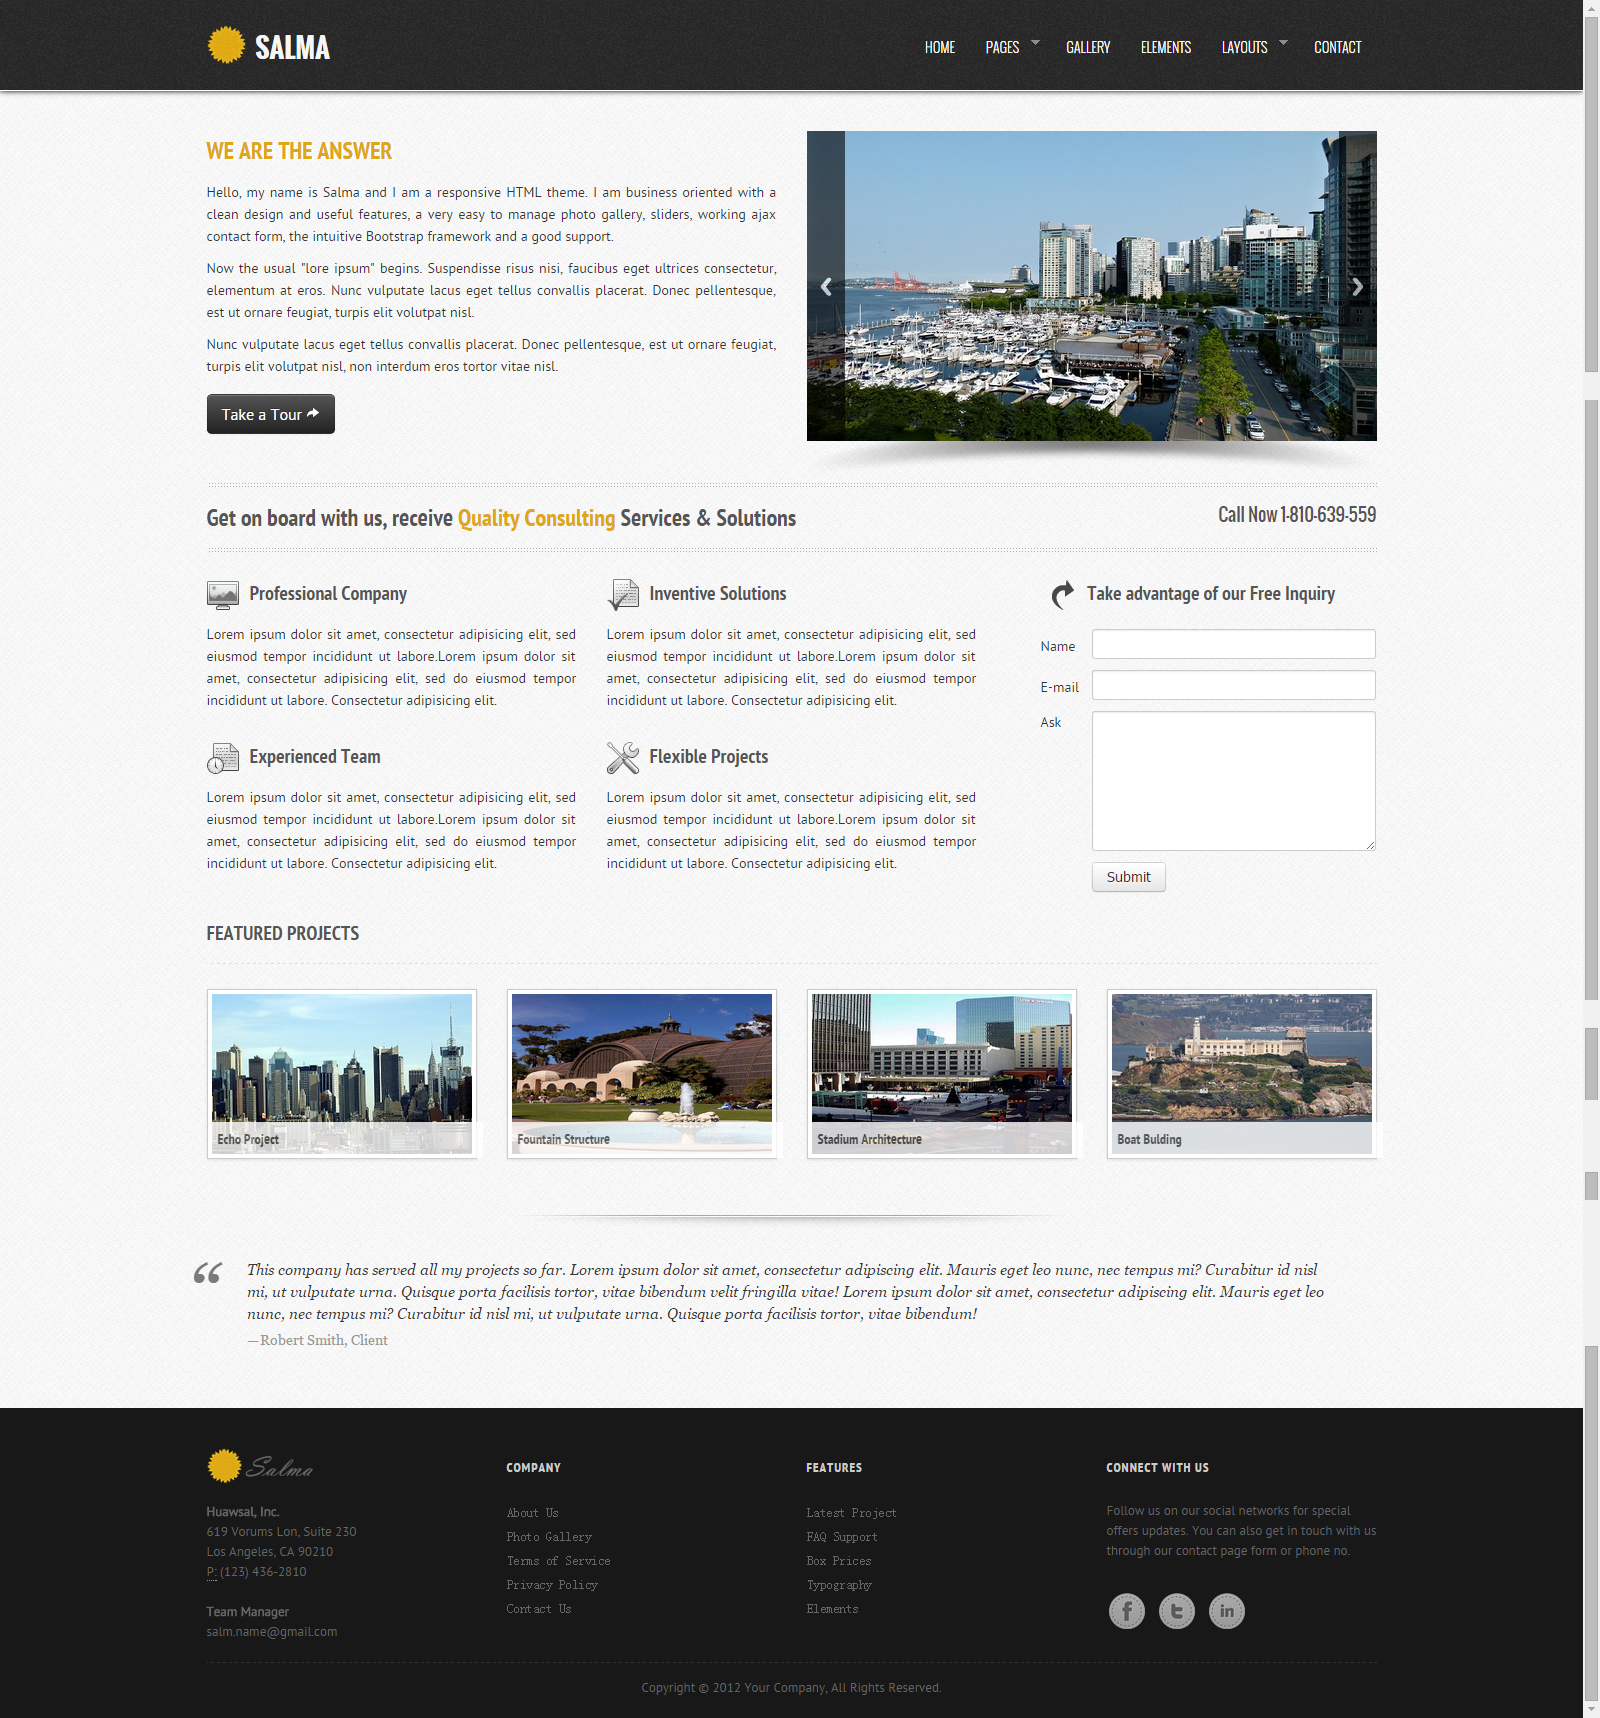 SALMA
HOME PAGES GALLERY ELEMENTS LAYOUTS CONTACT
WE ARE THE ANSWER
Hello, my name is Salma and I am a responsive HTML theme. I am business oriented with a
clean design and useful features, a very easy to manage photo gallery, sliders, working ajax
contact form, the intuitive Bootstrap framework and a good support.
Now the usual "lore ipsum" begins. Suspendisse risus nisi, faucibus eget ultrices consectetur,
elementum at eros. Nunc vulputate lacus eget tellus convallis placerat. Donec pellentesque,
est ut ornare feugiat, turpis elit volutpat nisl.
Nunc vulputate lacus eget tellus convallis placerat. Donec pellentesque, est ut ornare feugiat,
turpis elit volutpat nisl, non interdum eros tortor vitae nisl.
Take a Tour
Get on board with us, receive Quality Consulting Services & Solutions
Call Now 1-810-639-559
Professional Company
Lorem ipsum dolor sit amet, consectetur adipisicing elit, sed
eiusmod tempor incididunt ut labore.Lorem ipsum dolor sit
amet, consectetur adipisicing elit, sed do eiusmod tempor
incididunt ut labore. Consectetur adipisicing elit.
Inventive Solutions
Lorem ipsum dolor sit amet, consectetur adipisicing elit, sed
eiusmod tempor incididunt ut labore.Lorem ipsum dolor sit
amet, consectetur adipisicing elit, sed do eiusmod tempor
incididunt ut labore. Consectetur adipisicing elit.
Experienced Team
Lorem ipsum dolor sit amet, consectetur adipisicing elit, sed
eiusmod tempor incididunt ut labore.Lorem ipsum dolor sit
amet, consectetur adipisicing elit, sed do eiusmod tempor
incididunt ut labore. Consectetur adipisicing elit.
Flexible Projects
Lorem ipsum dolor sit amet, consectetur adipisicing elit, sed
eiusmod tempor incididunt ut labore.Lorem ipsum dolor sit
amet, consectetur adipisicing elit, sed do eiusmod tempor
incididunt ut labore. Consectetur adipisicing elit.
Take advantage of our Free Inquiry
Name
E-mail
Ask
Submit
FEATURED PROJECTS
Echo Project
Fountain Structure
Stadium Architecture
Boat Bulding
“ This company has served all my projects so far. Lorem ipsum dolor sit amet, consectetur adipiscing elit. Mauris eget leo nunc, nec tempus mi? Curabitur id nisl
mi, ut vulputate urna. Quisque porta facilisis tortor, vitae bibendum velit fringilla vitae! Lorem ipsum dolor sit amet, consectetur adipiscing elit. Mauris eget leo
nunc, nec tempus mi? Curabitur id nisl mi, ut vulputate urna. Quisque porta facilisis tortor, vitae bibendum!
—Robert Smith, Client
Salma
Huawsal, Inc.
619 Vorums Lon, Suite 230
Los Angeles, CA 90210
P: (123) 436-2810
Team Manager
salm.name@gmail.com
COMPANY
About Us
Photo Gallery
Terms of Service
Privacy Policy
Contact Us
FEATURES
Latest Project
FAQ Support
Box Prices
Typography
Elements
CONNECT WITH US
Follow us on our social networks for special
offers updates. You can also get in touch with us
through our contact page form or phone no.
f t in
Copyright © 2012 Your Company, All Rights Reserved.